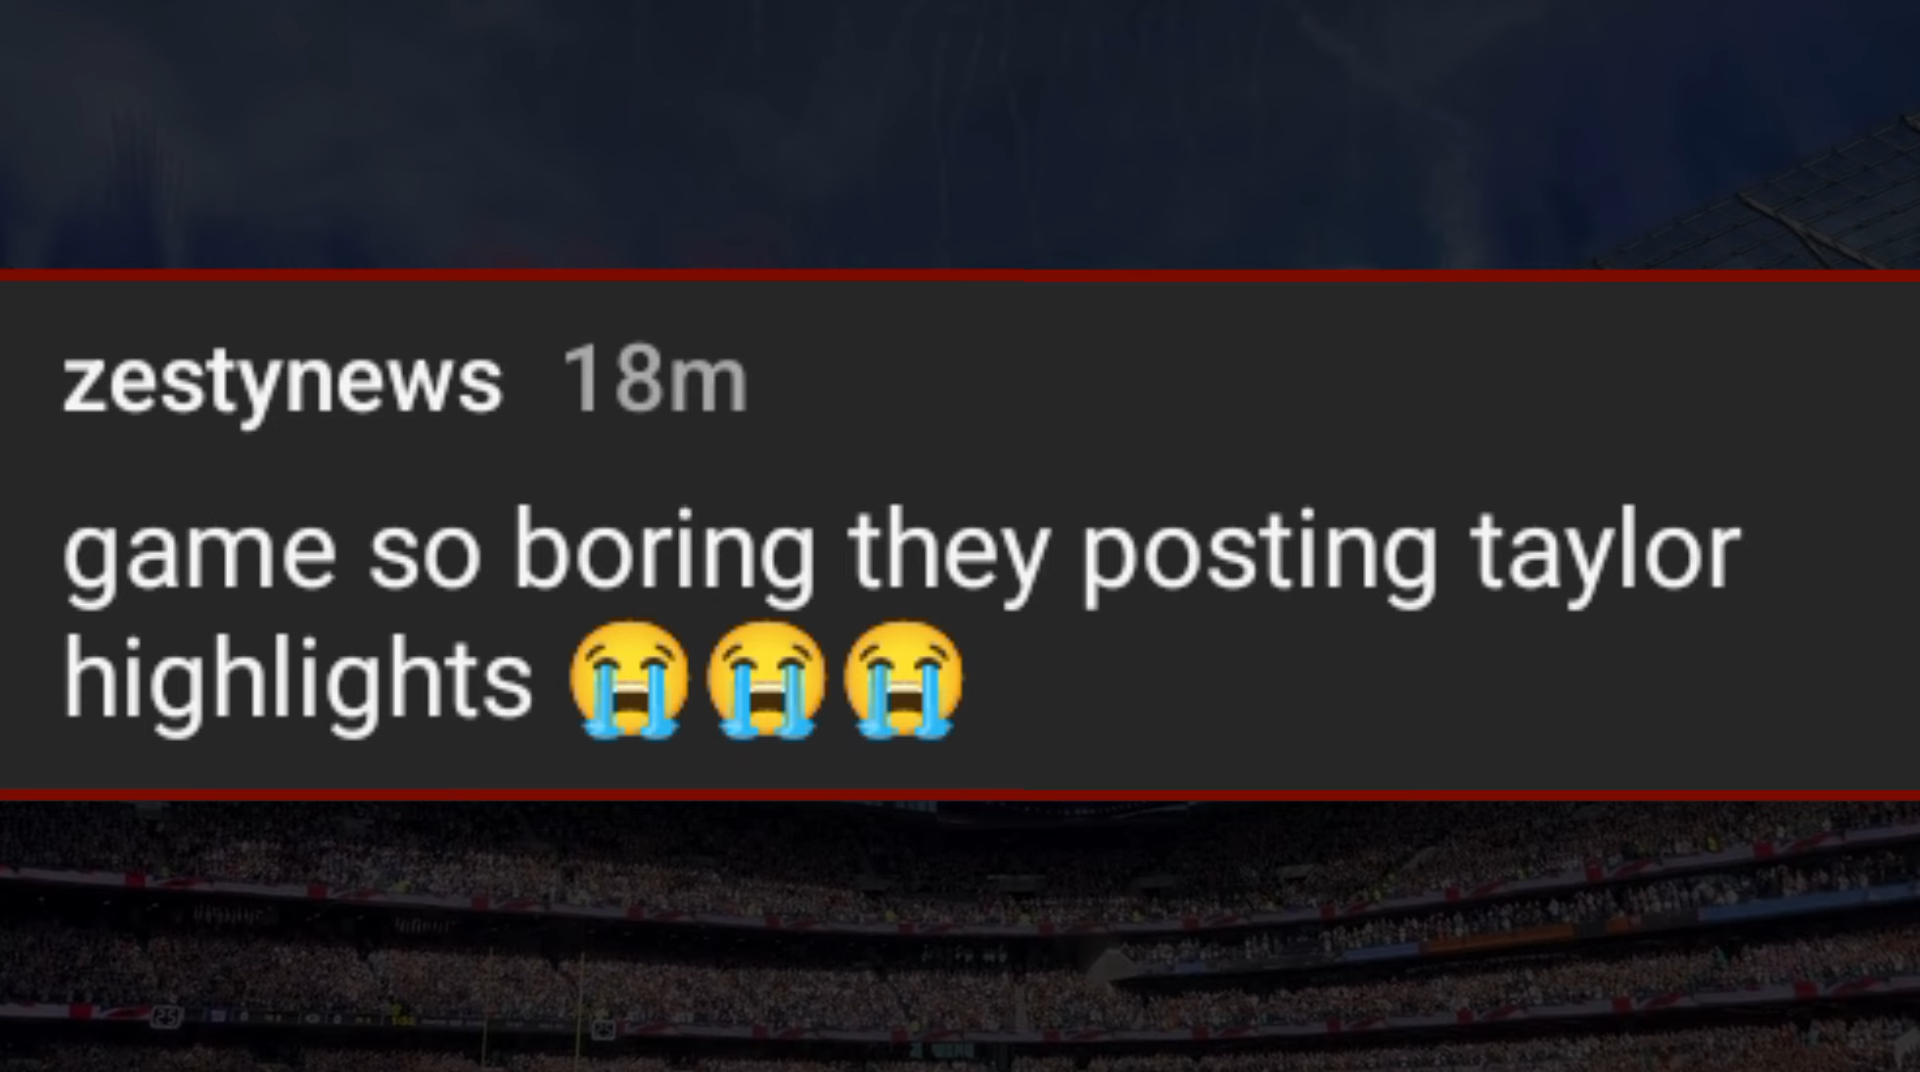 zestynews 18m
game so boring they posting taylor
highlights 😭😭😭